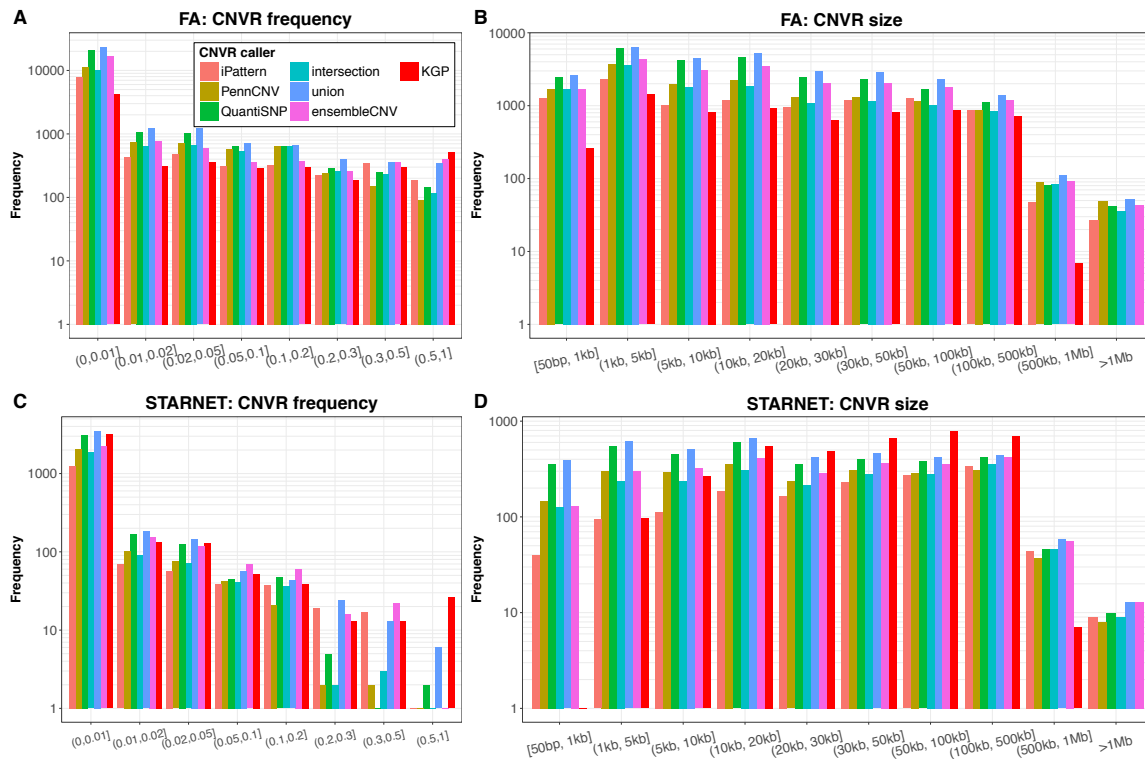 A
FA: CNVR frequency
CNVR caller
iPattern
intersection
KGP
PennCNV
union
QuantiSNP
ensembleCNV
Frequency
10000
1000
100
10
1
(0,0.01]
(0.01,0.02]
(0.02,0.05]
(0.05,0.1]
(0.1,0.2]
(0.2,0.3]
(0.3,0.5]
(0.5,1]
B
FA: CNVR size
Frequency
10000
1000
100
10
1
[50bp, 1kb]
(1kb, 5kb]
(5kb, 10kb]
(10kb, 20kb]
(20kb, 30kb]
(30kb, 50kb]
(50kb, 100kb]
(100kb, 500kb]
(500kb, 1Mb]
>1Mb
C
STARNET: CNVR frequency
Frequency
1000
100
10
1
(0,0.01]
(0.01,0.02]
(0.02,0.05]
(0.05,0.1]
(0.1,0.2]
(0.2,0.3]
(0.3,0.5]
(0.5,1]
D
STARNET: CNVR size
Frequency
1000
100
10
1
[50bp, 1kb]
(1kb, 5kb]
(5kb, 10kb]
(10kb, 20kb]
(20kb, 30kb]
(30kb, 50kb]
(50kb, 100kb]
(100kb, 500kb]
(500kb, 1Mb]
>1Mb